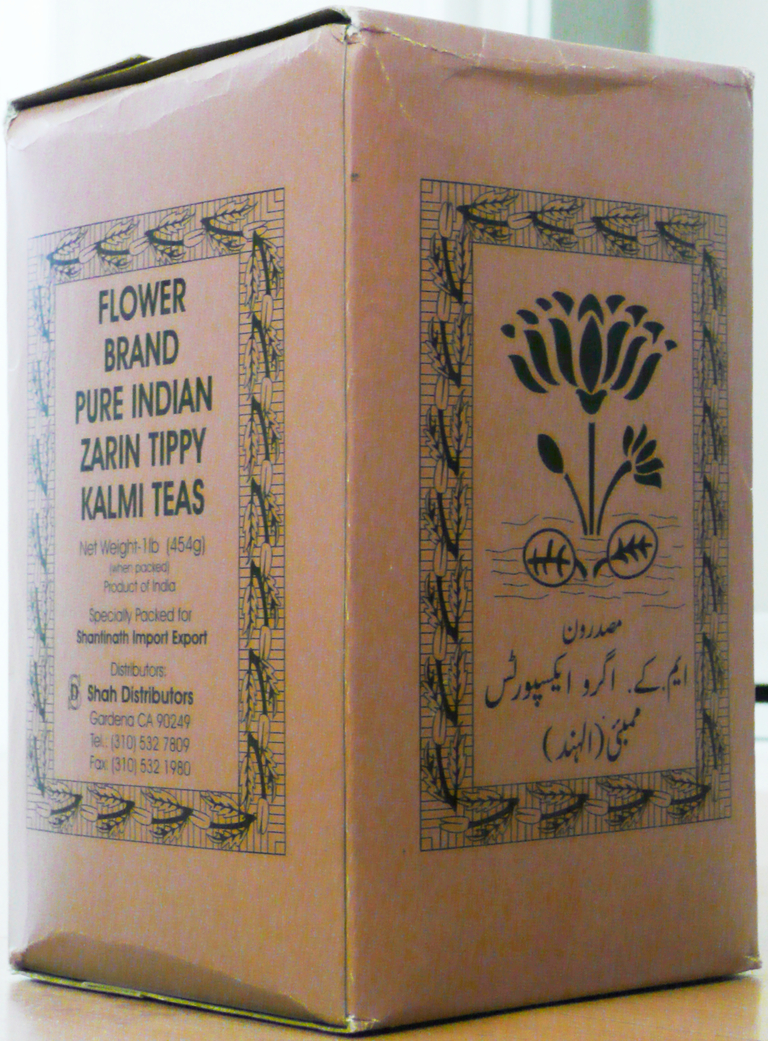 FLOWER
BRAND
PURE INDIAN
ZARIN TIPPY
KALMI TEAS
Net Weight-1lb (454g)
(when packed)
Product of India
Specially Packed for
Shantinath Import Export
Distributors:
Shah Distributors
Gardena CA 90249
Tel.: (310) 532 7809
Fax: (310) 532 1980
مصدرون
ایم.کے. اگرو ایکسپورٹس
ممبئی (الہند)